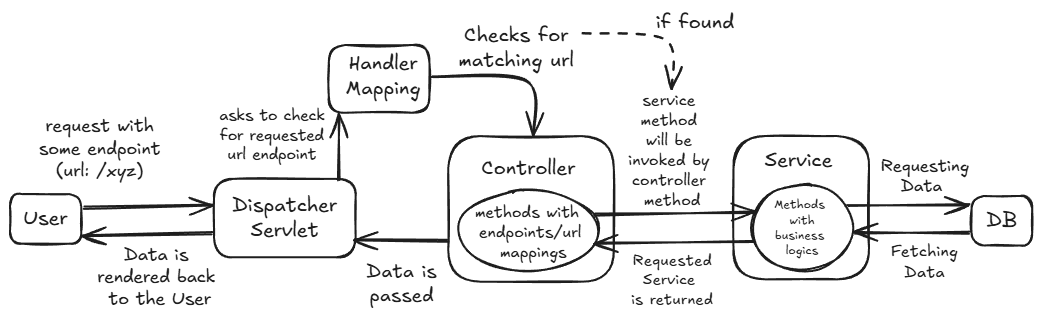 request with
some endpoint
(url: /xyz)
User
Data is
rendered back
to the User
asks to check
for requested
url endpoint
Dispatcher
Servlet
Handler
Mapping
Checks for
matching url
if found
Controller
methods with
endpoints/url
mappings
Data is
passed
service
method
will be
invoked by
controller
method
Requested
Service
is returned
Service
Methods
with
business
logics
Requesting
Data
Fetching
Data
DB